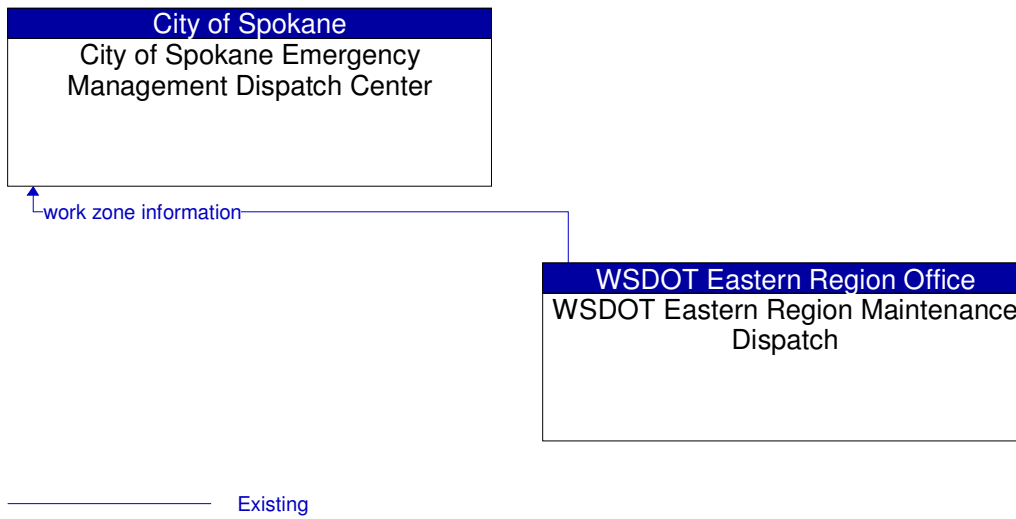 City of Spokane
City of Spokane Emergency
Management Dispatch Center
work zone information
WSDOT Eastern Region Office
WSDOT Eastern Region Maintenance
Dispatch
Existing